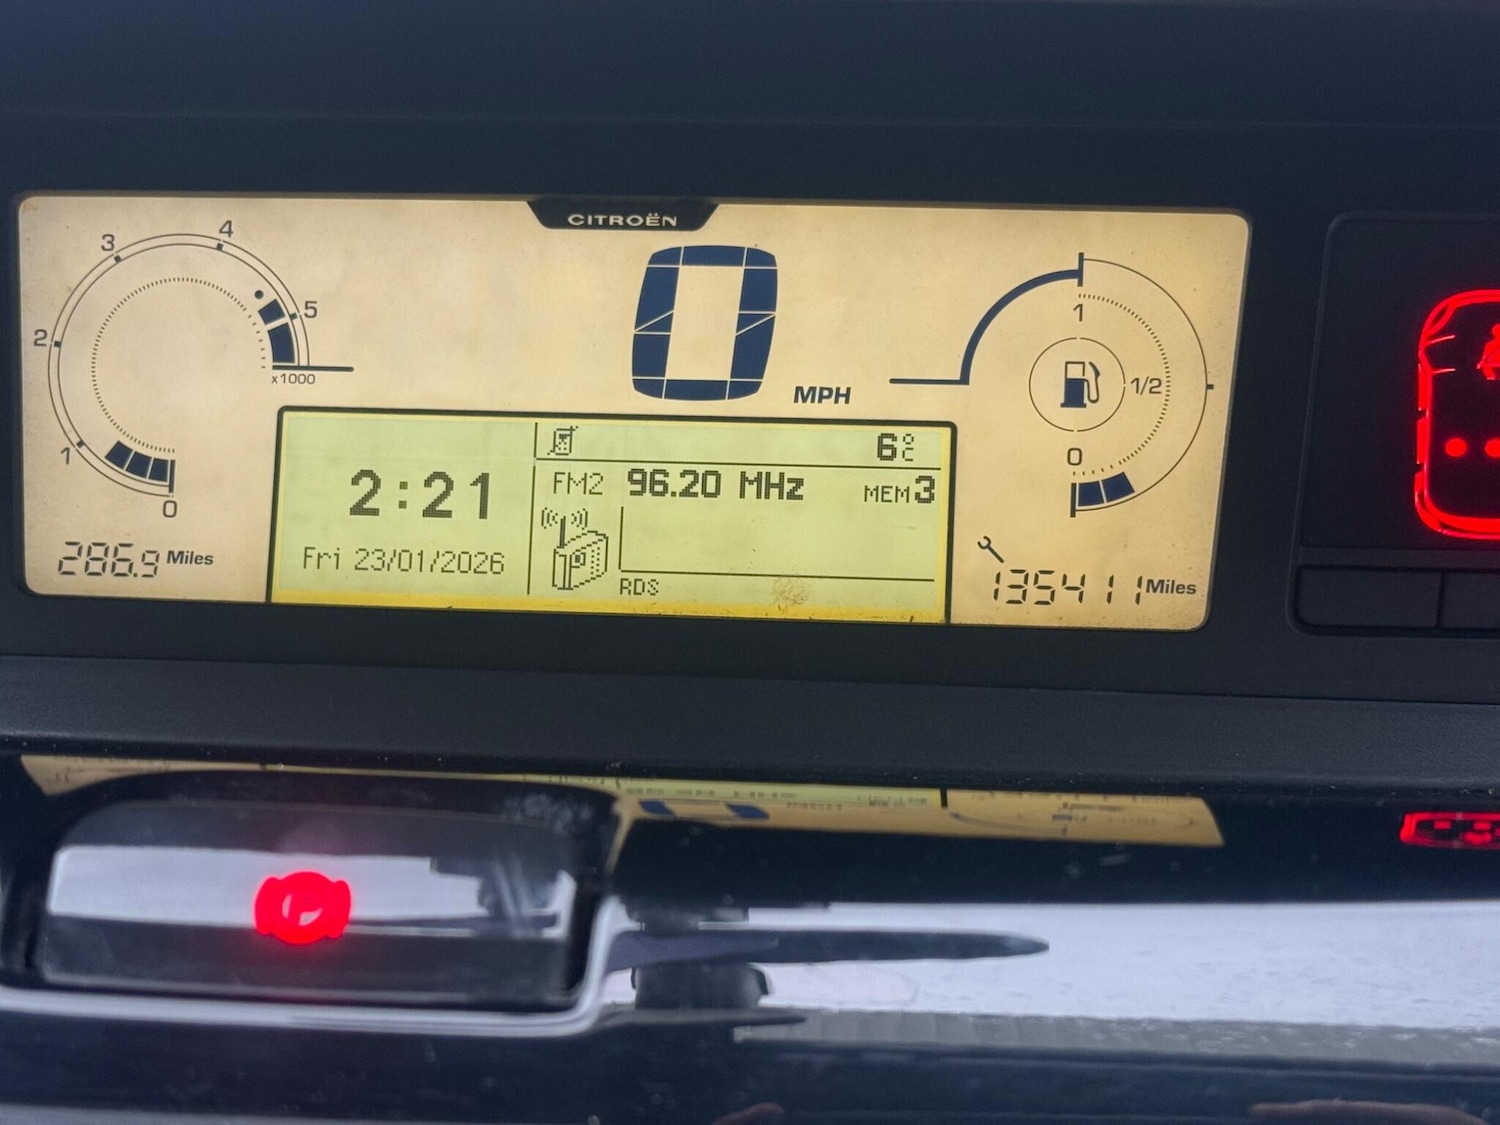 CITROËN
4
3
5
2
x1000
1
0
286.9 Miles
0 MPH
1
1/2
0
6°C
2:21
FM2 96.20 MHz MEM3
Fri 23/01/2026
RDS
135411 Miles
P